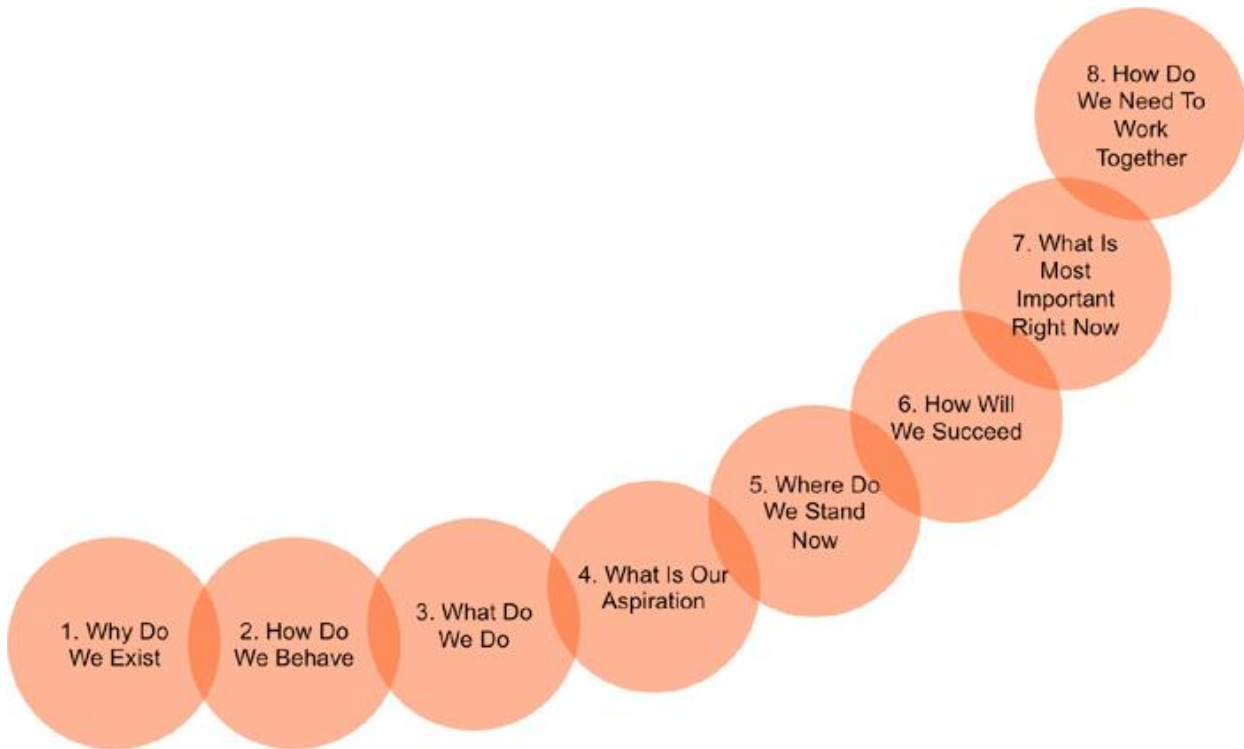 1. Why Do
We Exist
2. How Do
We Behave
3. What Do
We Do
4. What Is Our
Aspiration
5. Where Do
We Stand
Now
6. How Will
We Succeed
7. What Is
Most
Important
Right Now
8. How Do
We Need To
Work
Together